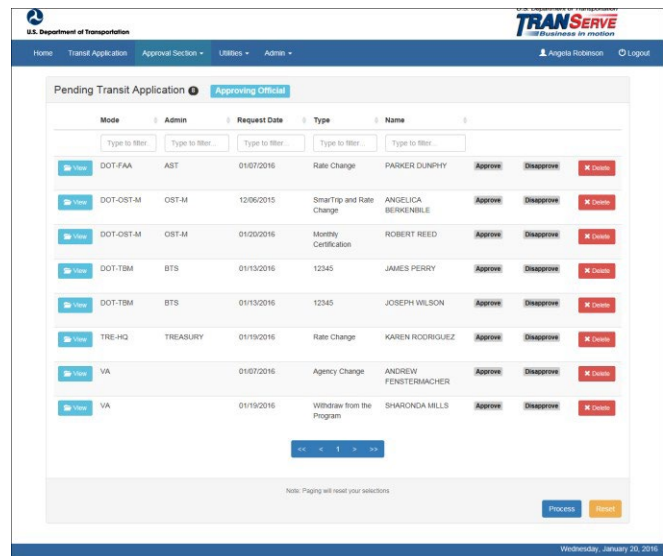 U.S. Department of Transportation
U.S. Department of Transportation
TRANSERVE
Business in motion
Home Transit Application Approval Section Utilities Admin Angela Robinson Logout
Pending Transit Application 8 Approving Official
Mode Admin Request Date Type Name
Type to filter... Type to filter... Type to filter... Type to filter... Type to filter...
View DOT-FAA AST 01/07/2016 Rate Change PARKER DUNPHY Approve Disapprove Delete
View DOT-OST-M OST-M 12/06/2015 SmarTrip and Rate ANGELICA Approve Disapprove Delete
Change BERKENBILE
View DOT-OST-M OST-M 01/20/2016 Monthly ROBERT REED Approve Disapprove Delete
Certification
View DOT-TBM BTS 01/13/2016 12345 JAMES PERRY Approve Disapprove Delete
View DOT-TBM BTS 01/13/2016 12345 JOSEPH WILSON Approve Disapprove Delete
View TRE-HQ TREASURY 01/19/2016 Rate Change KAREN RODRIGUEZ Approve Disapprove Delete
View VA 01/07/2016 Agency Change ANDREW Approve Disapprove Delete
FENSTERMACHER
View VA 01/19/2016 Withdraw from the SHARONDA MILLS Approve Disapprove Delete
Program
<< < 1 > >>
Note: Paging will reset your selections
Process Reset
Wednesday, January 20, 2016